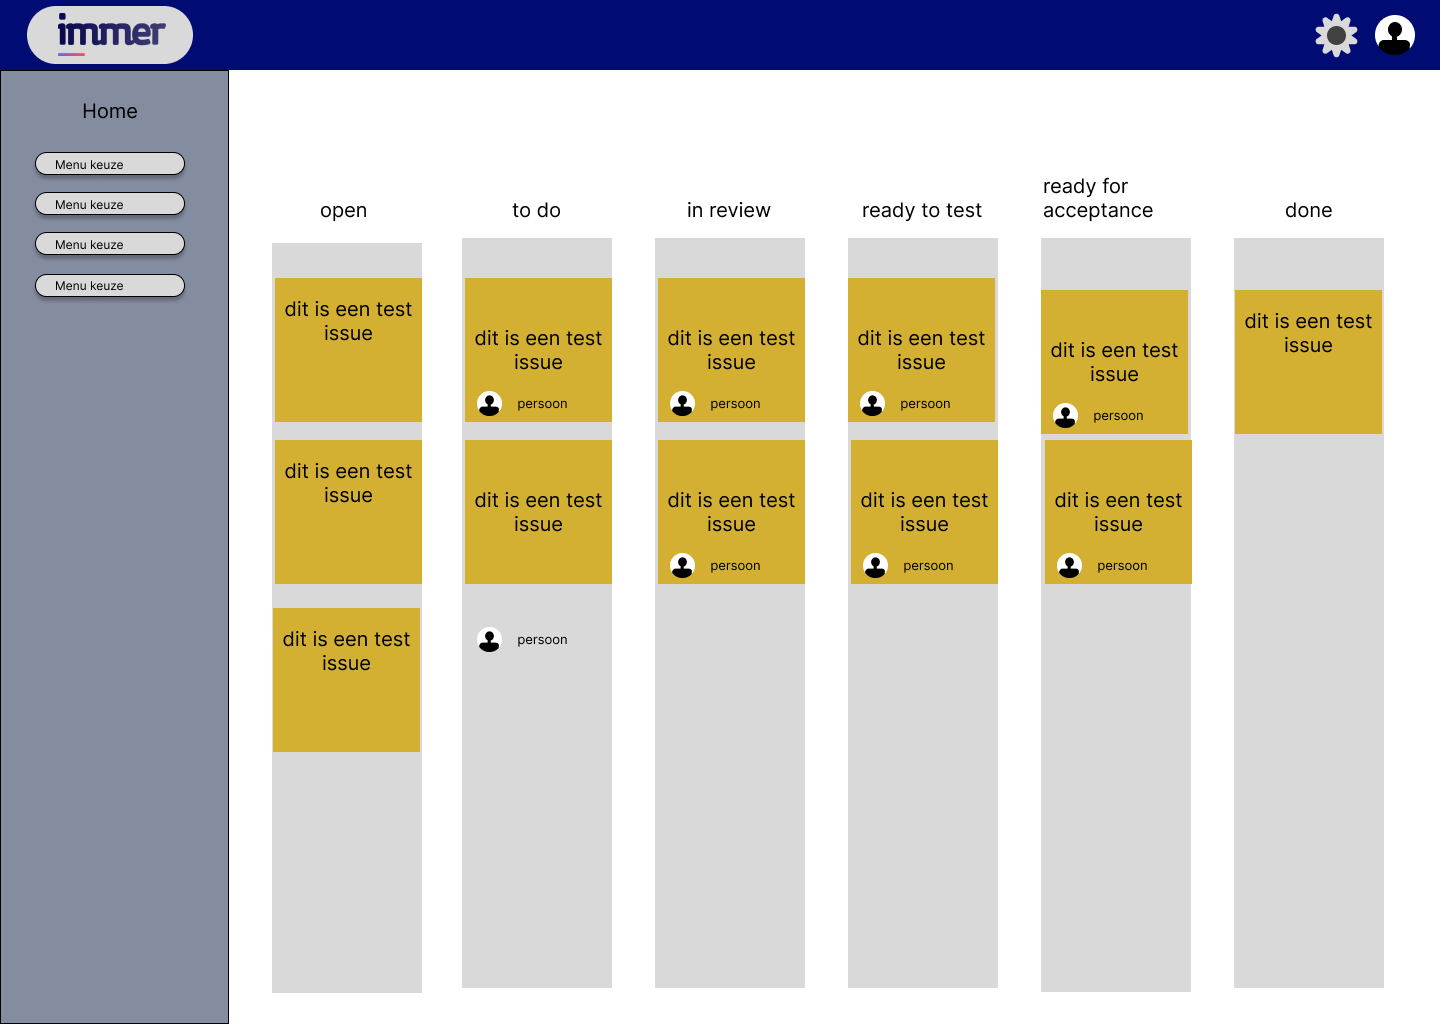 immer
Home
Menu keuze
Menu keuze
Menu keuze
Menu keuze
open
to do
in review
ready to test
ready for
acceptance
done
dit is een test
issue
dit is een test
issue
dit is een test
issue
dit is een test
issue
persoon
dit is een test
issue
persoon
dit is een test
issue
persoon
dit is een test
issue
persoon
dit is een test
issue
persoon
dit is een test
issue
persoon
dit is een test
issue
persoon
dit is een test
issue
persoon
dit is een test
issue